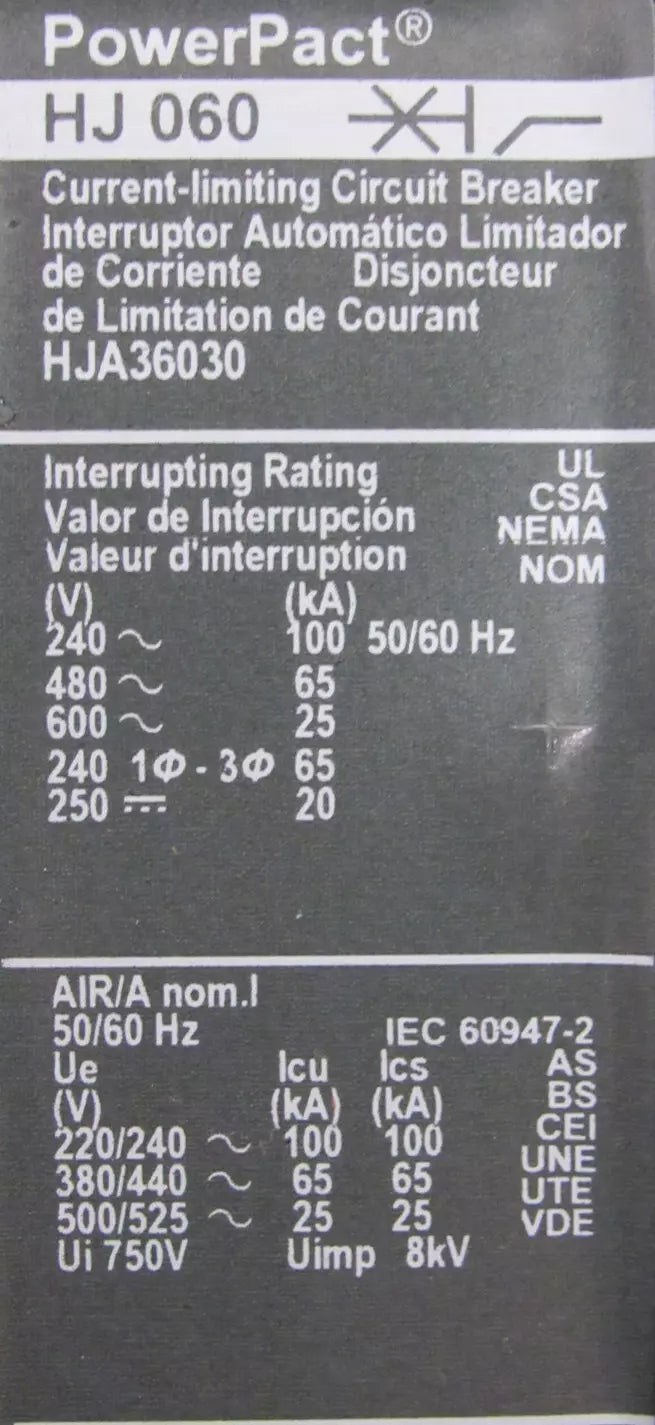 PowerPact®
HJ 060
Current-limiting Circuit Breaker
Interruptor Automático Limitador
de Corriente Disjoncteur
de Limitation de Courant
HJA36030
Interrupting Rating UL
Valor de Interrupción CSA
Valeur d'interruption NEMA
NOM
(V) (kA)
240 ~ 100 50/60 Hz
480 ~ 65
600 ~ 25
240 1Φ - 3Φ 65
250 ⎓ 20
AIR/A nom.I
50/60 Hz IEC 60947-2
Ue Icu Ics AS
(V) (kA) (kA) BS
220/240 ~ 100 100 CEI
380/440 ~ 65 65 UNE
500/525 ~ 25 25 UTE
Ui 750V Uimp 8kV VDE